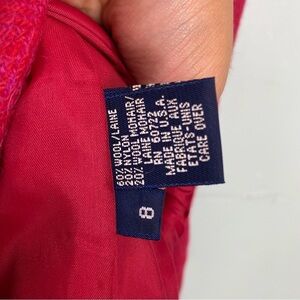 60% WOOL/LAINE
20% NYLON
20% WOOL MOHAIR/
LAINE MOHAIR
RN 60722
MADE IN U.S.A.
FABRIQUE AUX
ETATS-UNIS
CARE OVER
8